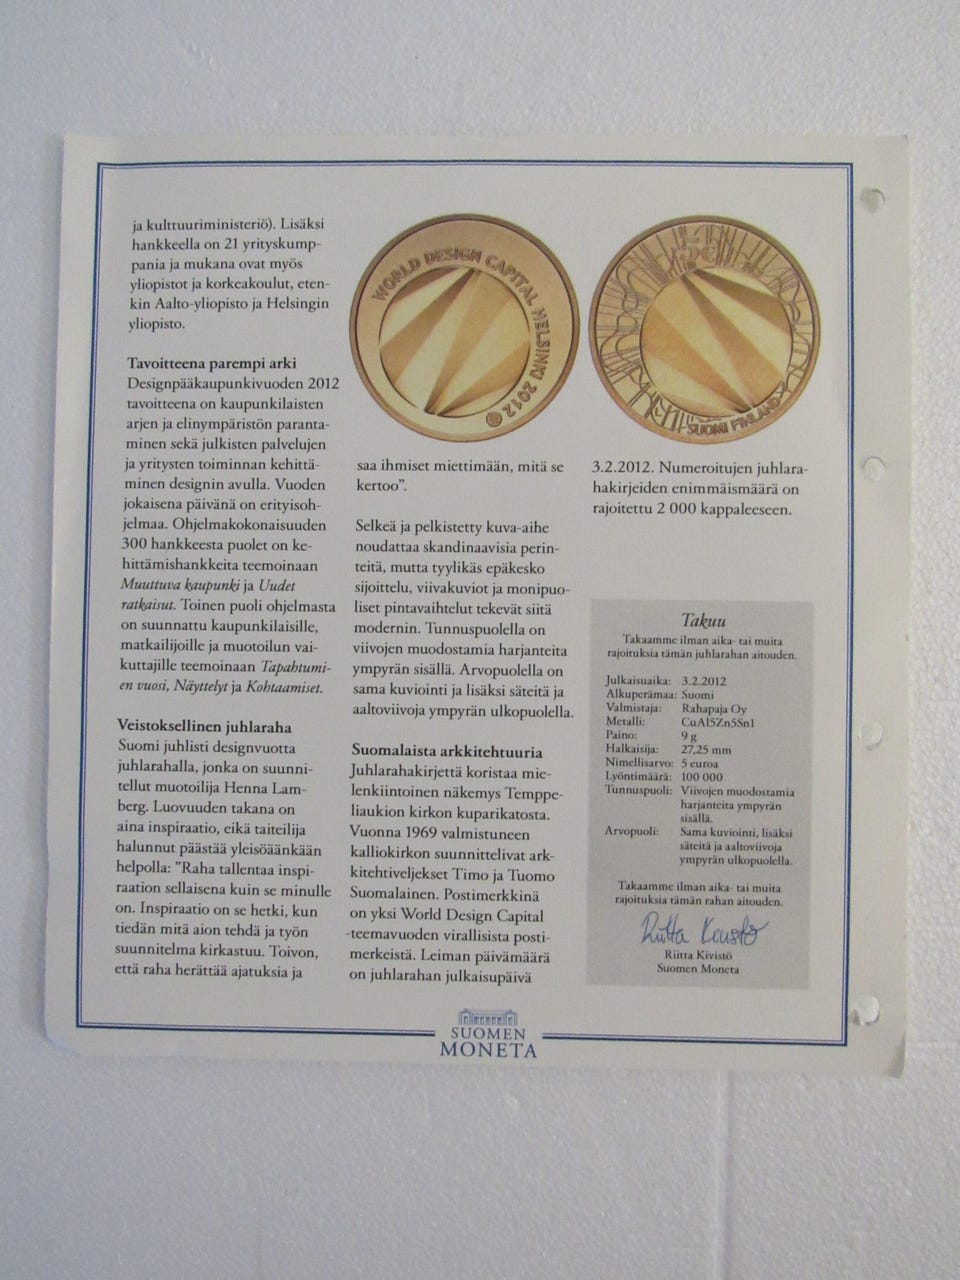 ja kulttuuriministeriö). Lisäksi
hankkeella on 21 yrityskump-
pania ja mukana ovat myös
yliopistot ja korkeakoulut, eten-
kin Aalto-yliopisto ja Helsingin
yliopisto.
Tavoitteena parempi arki
Designpääkaupunkivuoden 2012
tavoitteena on kaupunkilaisten
arjen ja elinympäristön paranta-
minen sekä julkisten palvelujen
ja yritysten toiminnan kehittä-
minen designin avulla. Vuoden
jokaisena päivänä on erityisoh-
jelmaa. Ohjelmakokonaisuuden
300 hankkeesta puolet on ke-
hittämishankkeita teemoinaan
Muuttuva kaupunki ja Uudet
ratkaisut. Toinen puoli ohjelmasta
on suunnattu kaupunkilaisille,
matkailijoille ja muotoilun vai-
kuttajille teemoinaan Tapahtumi-
en vuosi, Näyttelyt ja Kohtaamiset.
Veistoksellinen juhlaraha
Suomi juhlisti designvuotta
juhlarahalla, jonka on suunni-
tellut muotoilija Henna Lam-
berg. Luovuuden takana on
aina inspiraatio, eikä taiteilija
halunnut päästää yleisöäänkään
helpolla: ”Raha tallentaa inspi-
raation sellaisena kuin se minulle
on. Inspiraatio on se hetki, kun
tiedän mitä aion tehdä ja työn
suunnitelma kirkastuu. Toivon,
että raha herättää ajatuksia ja
WORLD DESIGN CAPITAL HELSINKI 2012
saa ihmiset miettimään, mitä se
kertoo”.
Selkeä ja pelkistetty kuva-aihe
noudattaa skandinaavisia perin-
teitä, mutta tyylikäs epäkesko
sijoittelu, viivakuviot ja monipuo-
liset pintavaihtelut tekevät siitä
modernin. Tunnuspuolella on
viivojen muodostamia harjanteita
ympyrän sisällä. Arvopuolella on
sama kuviointi ja lisäksi säteitä ja
aaltoviivoja ympyrän ulkopuolella.
Suomalaista arkkitehtuuria
Juhlarahakirjettä koristaa mie-
lenkiintoinen näkemys Temppe-
liaukion kirkon kuparikatosta.
Vuonna 1969 valmistuneen
kalliokirkon suunnittelivat ark-
kitehtiveljekset Timo ja Tuomo
Suomalainen. Postimerkkinä
on yksi World Design Capital
-teemavuoden virallisista posti-
merkeistä. Leiman päivämäärä
on juhlarahan julkaisupäivä
5€
SUOMI FINLAND
3.2.2012. Numeroitujen juhlara-
hakirjeiden enimmäismäärä on
rajoitettu 2 000 kappaleeseen.
Takuu
Takaamme ilman aika- tai muita
rajoituksia tämän juhlarahan aitouden.
Julkaisuaika: 3.2.2012
Alkuperämaa: Suomi
Valmistaja: Rahapaja Oy
Metalli: CuAl5Zn5Sn1
Paino: 9 g
Halkaisija: 27,25 mm
Nimellisarvo: 5 euroa
Lyöntimäärä: 100 000
Tunnuspuoli: Viivojen muodostamia
harjanteita ympyrän
sisällä.
Arvopuoli: Sama kuviointi, lisäksi
säteitä ja aaltoviivoja
ympyrän ulkopuolella.
Takaamme ilman aika- tai muita
rajoituksia tämän rahan aitouden.
Riitta Kivistö
Riitta Kivistö
Suomen Moneta
SUOMEN
MONETA